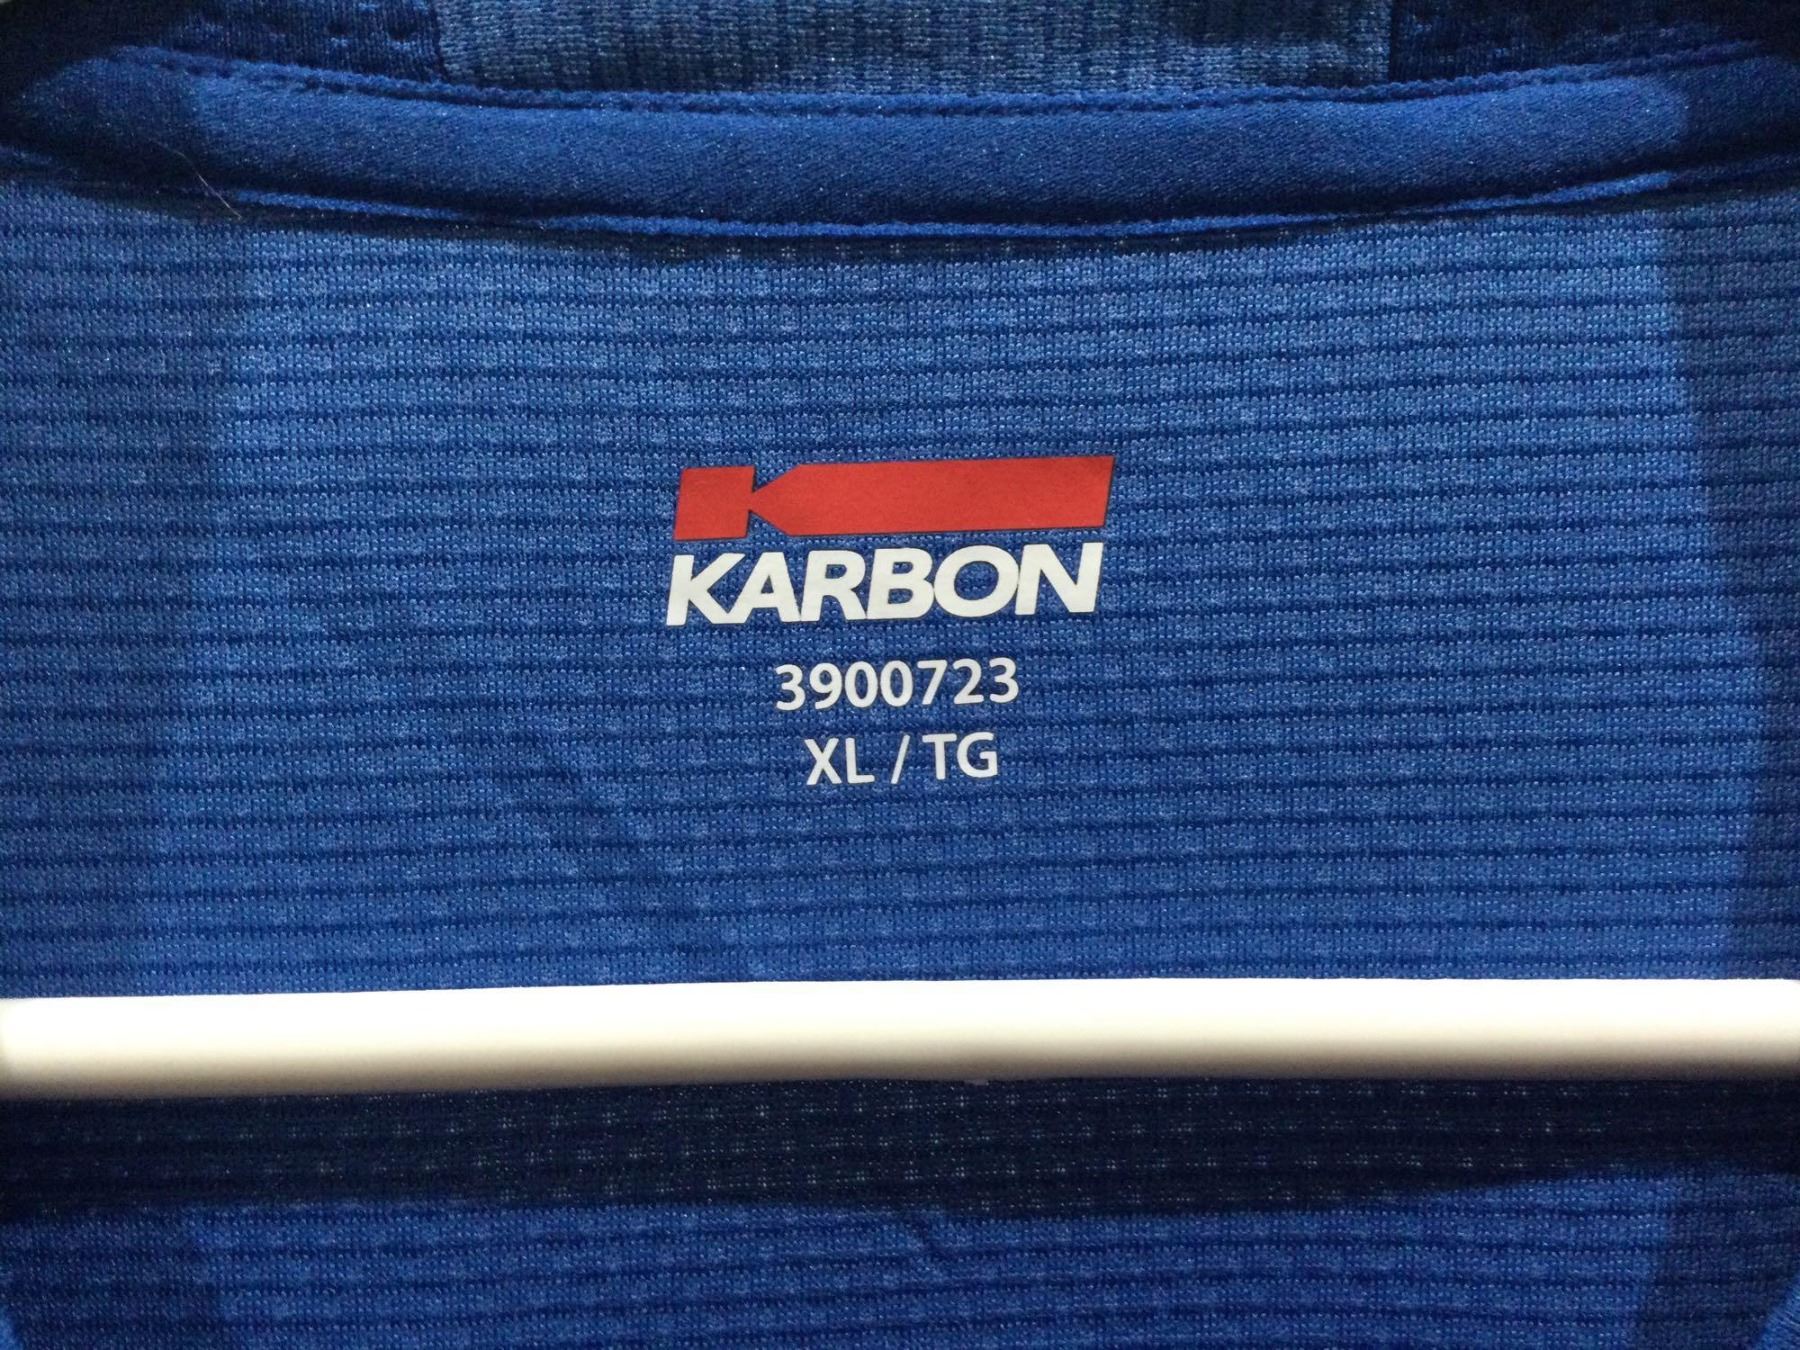 KARBON
3900723
XL / TG